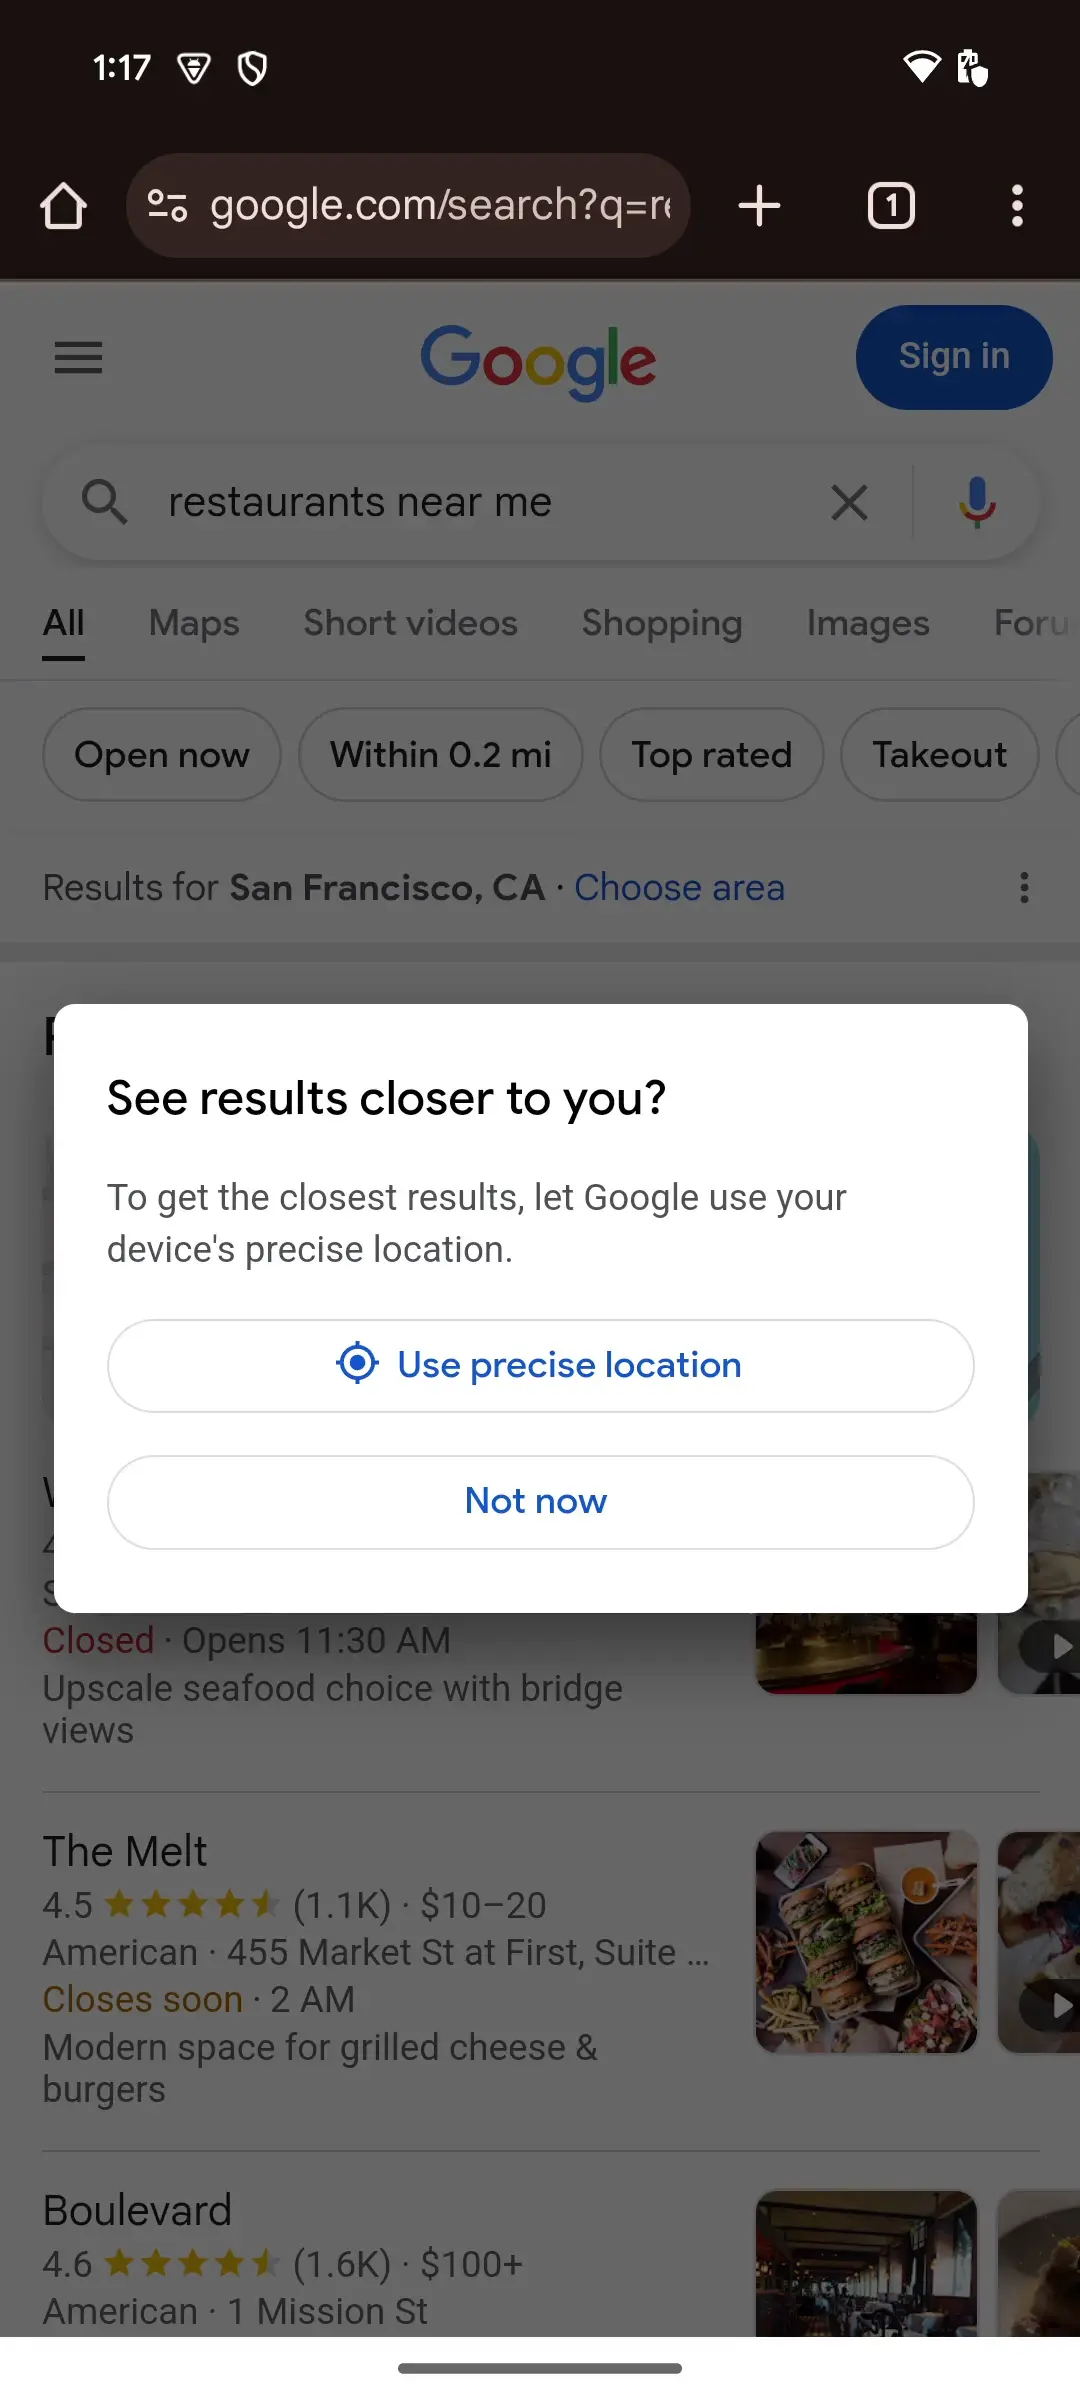 1:17
google.com/search?q=re
1
Google
Sign in
restaurants near me
All Maps Short videos Shopping Images Foru
Open now Within 0.2 mi Top rated Takeout
Results for San Francisco, CA · Choose area
See results closer to you?
To get the closest results, let Google use your
device's precise location.
Use precise location
Not now
Closed · Opens 11:30 AM
Upscale seafood choice with bridge
views
The Melt
4.5 (1.1K) · $10–20
American · 455 Market St at First, Suite ...
Closes soon · 2 AM
Modern space for grilled cheese &
burgers
Boulevard
4.6 (1.6K) · $100+
American · 1 Mission St